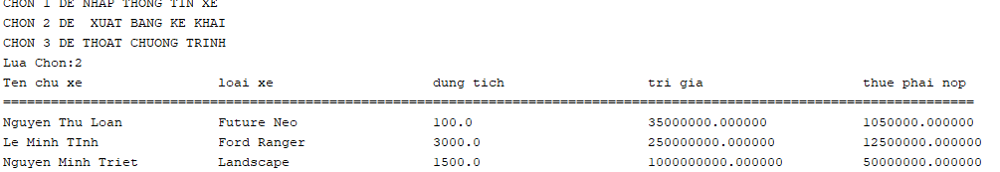 CHON 1 DE NHAP THONG TIN XE
CHON 2 DE  XUAT BANG KE KHAI
CHON 3 DE THOAT CHUONG TRINH
Lua Chon:2
Ten chu xe loai xe dung tich tri gia thue phai nop
==========================================================================================================================
Nguyen Thu Loan Future Neo 100.0 35000000.000000 1050000.000000
Le Minh TInh Ford Ranger 3000.0 250000000.000000 12500000.000000
Nguyen Minh Triet Landscape 1500.0 1000000000.000000 50000000.000000